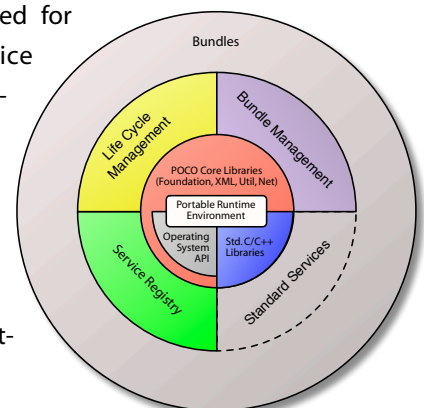 ed for
ice
-
t-
Bundles
Life Cycle
Management
Bundle Management
POCO Core Libraries
(Foundation, XML, Util, Net)
Portable Runtime
Environment
Operating
System
API
Std. C/C++
Libraries
Service Registry
Standard Services